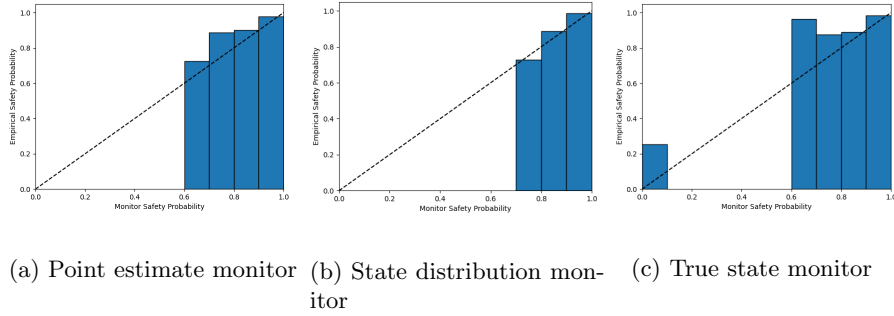 1.0
0.8
0.6
0.4
0.2
0.0
Empirical Safety Probability
0.0 0.2 0.4 0.6 0.8 1.0
Monitor Safety Probability
(a) Point estimate monitor
1.0
0.8
0.6
0.4
0.2
0.0
Empirical Safety Probability
0.0 0.2 0.4 0.6 0.8 1.0
Monitor Safety Probability
(b) State distribution mon-
itor
1.0
0.8
0.6
0.4
0.2
0.0
Empirical Safety Probability
0.0 0.2 0.4 0.6 0.8 1.0
Monitor Safety Probability
(c) True state monitor